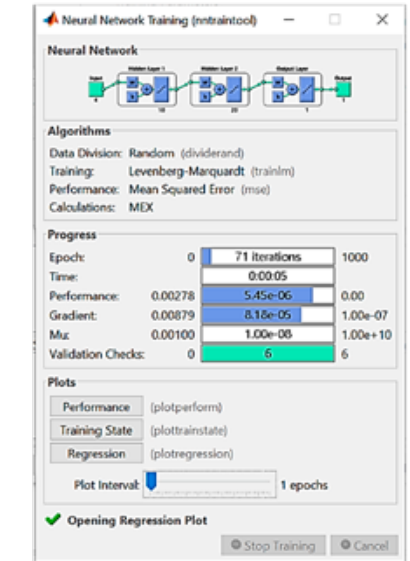 Neural Network Training (nntraintool)
Neural Network
Hidden Layer 1 Hidden Layer 2 Output Layer
Input Output
W W W
b b b
4 10 20 1 1
Algorithms
Data Division: Random (dividerand)
Training: Levenberg-Marquardt (trainlm)
Performance: Mean Squared Error (mse)
Calculations: MEX
Progress
Epoch: 0 71 iterations 1000
Time: 0:00:05
Performance: 0.00278 5.45e-06 0.00
Gradient: 0.00879 8.18e-05 1.00e-07
Mu: 0.00100 1.00e-08 1.00e+10
Validation Checks: 0 6 6
Plots
Performance (plotperform)
Training State (plottrainstate)
Regression (plotregression)
Plot Interval: 1 epochs
Opening Regression Plot
Stop Training Cancel